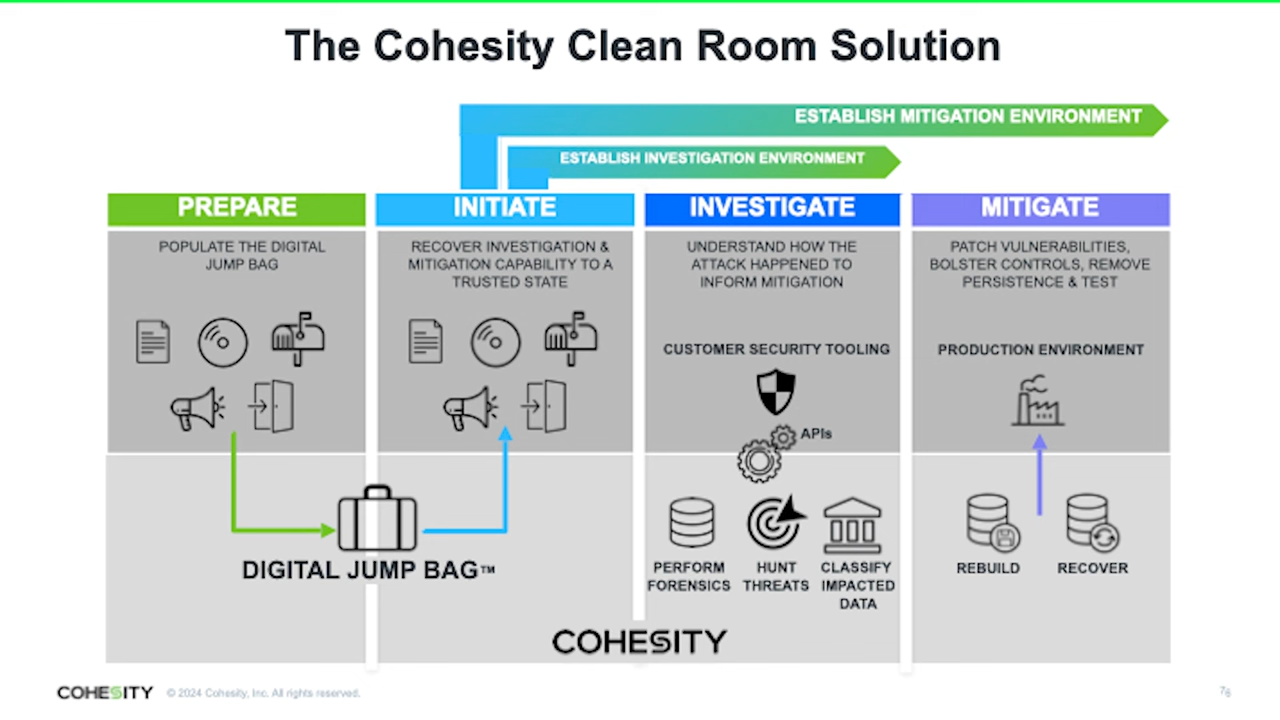 The Cohesity Clean Room Solution
ESTABLISH MITIGATION ENVIRONMENT
ESTABLISH INVESTIGATION ENVIRONMENT
PREPARE
POPULATE THE DIGITAL
JUMP BAG
INITIATE
RECOVER INVESTIGATION &
MITIGATION CAPABILITY TO A
TRUSTED STATE
INVESTIGATE
UNDERSTAND HOW THE
ATTACK HAPPENED TO
INFORM MITIGATION
CUSTOMER SECURITY TOOLING
APIs
MITIGATE
PATCH VULNERABILITIES,
BOLSTER CONTROLS, REMOVE
PERSISTENCE & TEST
PRODUCTION ENVIRONMENT
DIGITAL JUMP BAG™
PERFORM
FORENSICS
HUNT
THREATS
CLASSIFY
IMPACTED
DATA
REBUILD
RECOVER
COHESITY
COHESITY
© 2024 Cohesity, Inc. All rights reserved.